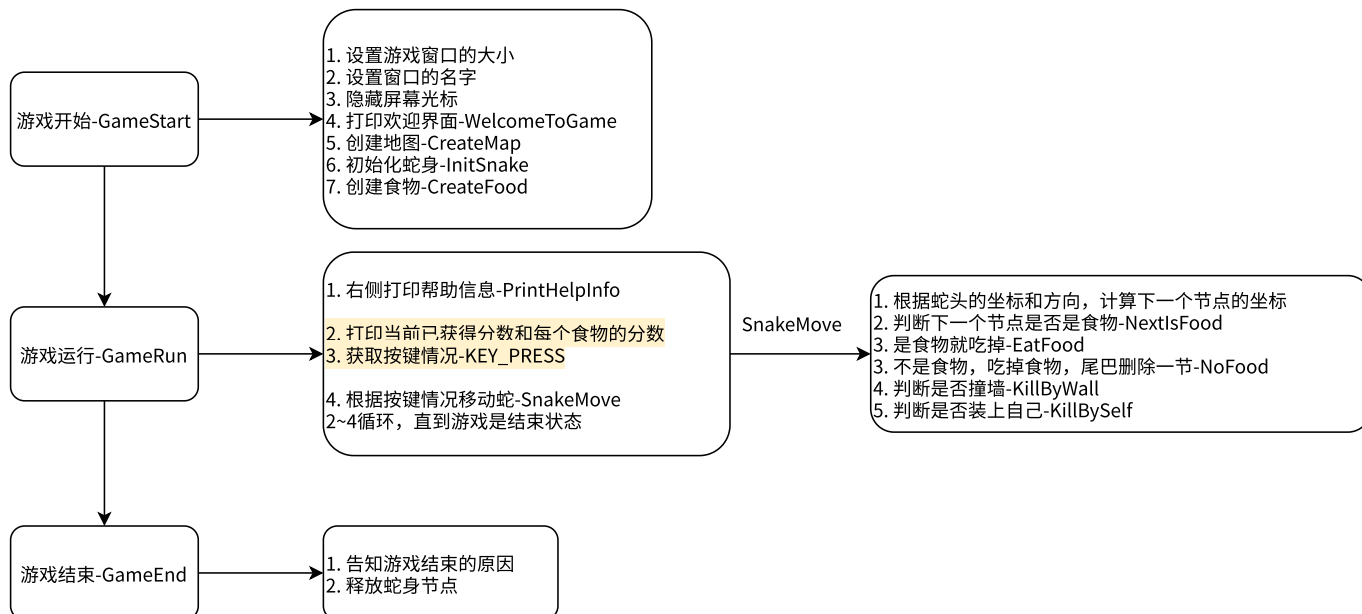 游戏开始-GameStart
1. 设置游戏窗口的大小
2. 设置窗口的名字
3. 隐藏屏幕光标
4. 打印欢迎界面-WelcomeToGame
5. 创建地图-CreateMap
6. 初始化蛇身-InitSnake
7. 创建食物-CreateFood
游戏运行-GameRun
1. 右侧打印帮助信息-PrintHelpInfo
2. 打印当前已获得分数和每个食物的分数
3. 获取按键情况-KEY_PRESS
4. 根据按键情况移动蛇-SnakeMove
2~4循环，直到游戏是结束状态
SnakeMove
1. 根据蛇头的坐标和方向，计算下一个节点的坐标
2. 判断下一个节点是否是食物-NextIsFood
3. 是食物就吃掉-EatFood
3. 不是食物，吃掉食物，尾巴删除一节-NoFood
4. 判断是否撞墙-KillByWall
5. 判断是否装上自己-KillBySelf
游戏结束-GameEnd
1. 告知游戏结束的原因
2. 释放蛇身节点